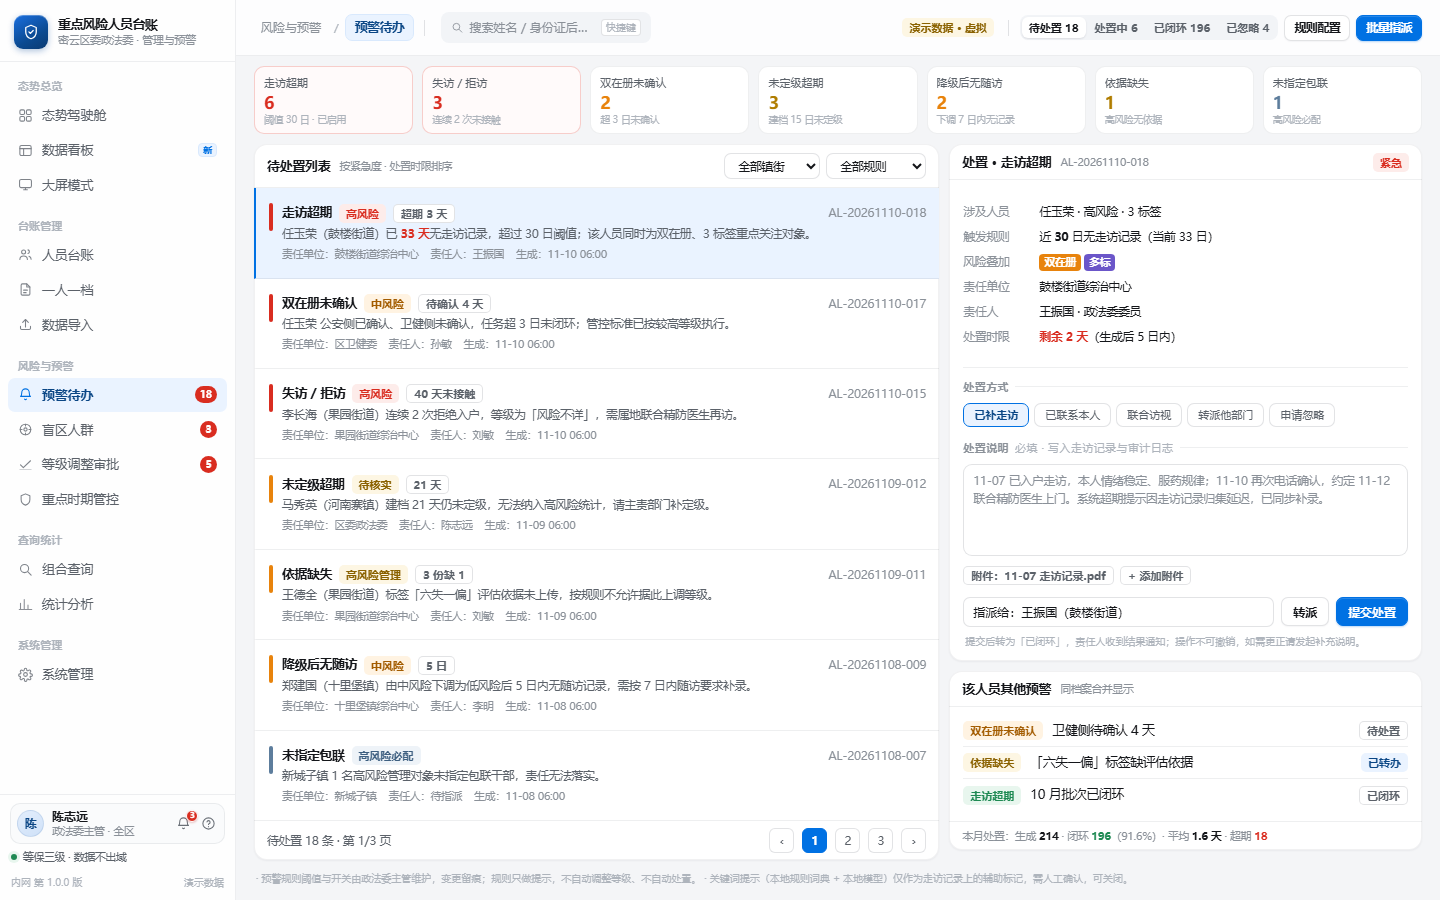 重点风险人员台账
密云区委政法委 · 管理与预警
态势总览
态势驾驶舱
数据看板 新
大屏模式
台账管理
人员台账
一人一档
数据导入
风险与预警
预警待办 18
盲区人群 3
等级调整审批 5
重点时期管控
查询统计
组合查询
统计分析
系统管理
系统管理
陈 陈志远
政法委主管 · 全区
3
等保三级 · 数据不出域
内网 第 1.0.0 版 演示数据
风险与预警 / 预警待办
搜索姓名 / 身份证后... 快捷键
演示数据 • 虚拟
待处置 18 处置中 6 已闭环 196 已忽略 4
规则配置 批量指派
走访超期
6
阈值 30 日 · 已启用
失访 / 拒访
3
连续 2 次未接触
双在册未确认
2
超 3 日未确认
未定级超期
3
建档 15 日未定级
降级后无随访
2
下调 7 日内无记录
依据缺失
1
高风险无依据
未指定包联
1
高风险必配
待处置列表 按紧急度 · 处置时限排序 全部镇街 全部规则
走访超期 高风险 超期 3 天 AL-20261110-018
任玉荣（鼓楼街道）已 33 天无走访记录，超过 30 日阈值；该人员同时为双在册、3 标签重点关注对象。
责任单位：鼓楼街道综治中心 责任人：王振国 生成：11-10 06:00
双在册未确认 中风险 待确认 4 天 AL-20261110-017
任玉荣 公安侧已确认、卫健侧未确认，任务超 3 日未闭环；管控标准已按较高等级执行。
责任单位：区卫健委 责任人：孙敏 生成：11-10 06:00
失访 / 拒访 高风险 40 天未接触 AL-20261110-015
李长海（果园街道）连续 2 次拒绝入户，等级为「风险不详」，需属地联合精防医生再访。
责任单位：果园街道综治中心 责任人：刘敏 生成：11-10 06:00
未定级超期 待核实 21 天 AL-20261109-012
马秀英（河南寨镇）建档 21 天仍未定级，无法纳入高风险统计，请主责部门补定级。
责任单位：区委政法委 责任人：陈志远 生成：11-09 06:00
依据缺失 高风险管理 3 份缺 1 AL-20261109-011
王德全（果园街道）标签「六失一偏」评估依据未上传，按规则不允许据此上调等级。
责任单位：果园街道综治中心 责任人：刘敏 生成：11-09 06:00
降级后无随访 中风险 5 日 AL-20261108-009
郑建国（十里堡镇）由中风险下调为低风险后 5 日内无随访记录，需按 7 日内随访要求补录。
责任单位：十里堡镇综治中心 责任人：李明 生成：11-08 06:00
未指定包联 高风险必配 AL-20261108-007
新城子镇 1 名高风险管理对象未指定包联干部，责任无法落实。
责任单位：新城子镇 责任人：待指派 生成：11-08 06:00
待处置 18 条 · 第 1/3 页 ‹ 1 2 3 ›
处置 • 走访超期 AL-20261110-018 紧急
涉及人员 任玉荣 · 高风险 · 3 标签
触发规则 近 30 日无走访记录（当前 33 日）
风险叠加 双在册 多标
责任单位 鼓楼街道综治中心
责任人 王振国 · 政法委委员
处置时限 剩余 2 天（生成后 5 日内）
处置方式
已补走访 已联系本人 联合访视 转派他部门 申请忽略
处置说明 必填 · 写入走访记录与审计日志
11-07 已入户走访，本人情绪稳定、服药规律；11-10 再次电话确认，约定 11-12
联合精防医生上门。系统超期提示因走访记录归集延迟，已同步补录。
附件：11-07 走访记录.pdf + 添加附件
指派给：王振国（鼓楼街道） 转派 提交处置
提交后转为「已闭环」，责任人收到结果通知；操作不可撤销，如需更正请发起补充说明。
该人员其他预警 同档案合并显示
双在册未确认 卫健侧待确认 4 天 待处置
依据缺失 「六失一偏」标签缺评估依据 已转办
走访超期 10 月批次已闭环 已闭环
本月处置：生成 214 · 闭环 196 （91.6%） · 平均 1.6 天 · 超期 18
· 预警规则阈值与开关由政法委主管维护，变更留痕；规则只做提示，不自动调整等级、不自动处置。 · 关键词提示（本地规则词典 + 本地模型）仅作为走访记录上的辅助标记，需人工确认，可关闭。